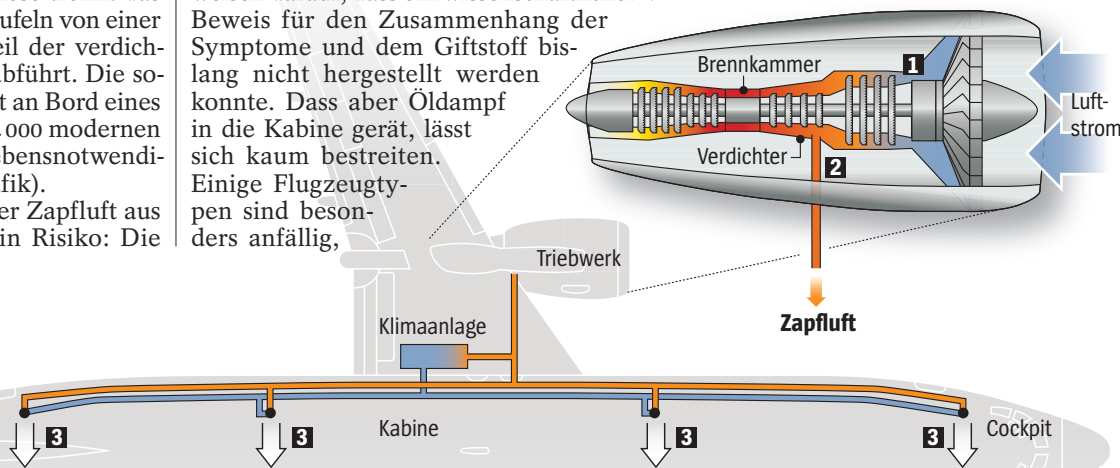 ufeln von einer
eil der verdich-
bführt. Die so-
t an Bord eines
000 modernen
ebensnotwendi-
fik).
er Zapfluft aus
in Risiko: Die
Beweis für den Zusammenhang der
Symptome und dem Giftstoff bis-
lang nicht hergestellt werden
konnte. Dass aber Öldampf
in die Kabine gerät, lässt
sich kaum bestreiten.
Einige Flugzeugty-
pen sind beson-
ders anfällig,
Brennkammer
1
Luft-
strom
Verdichter
2
Zapfluft
Triebwerk
Klimaanlage
Kabine
Cockpit
3
3
3
3